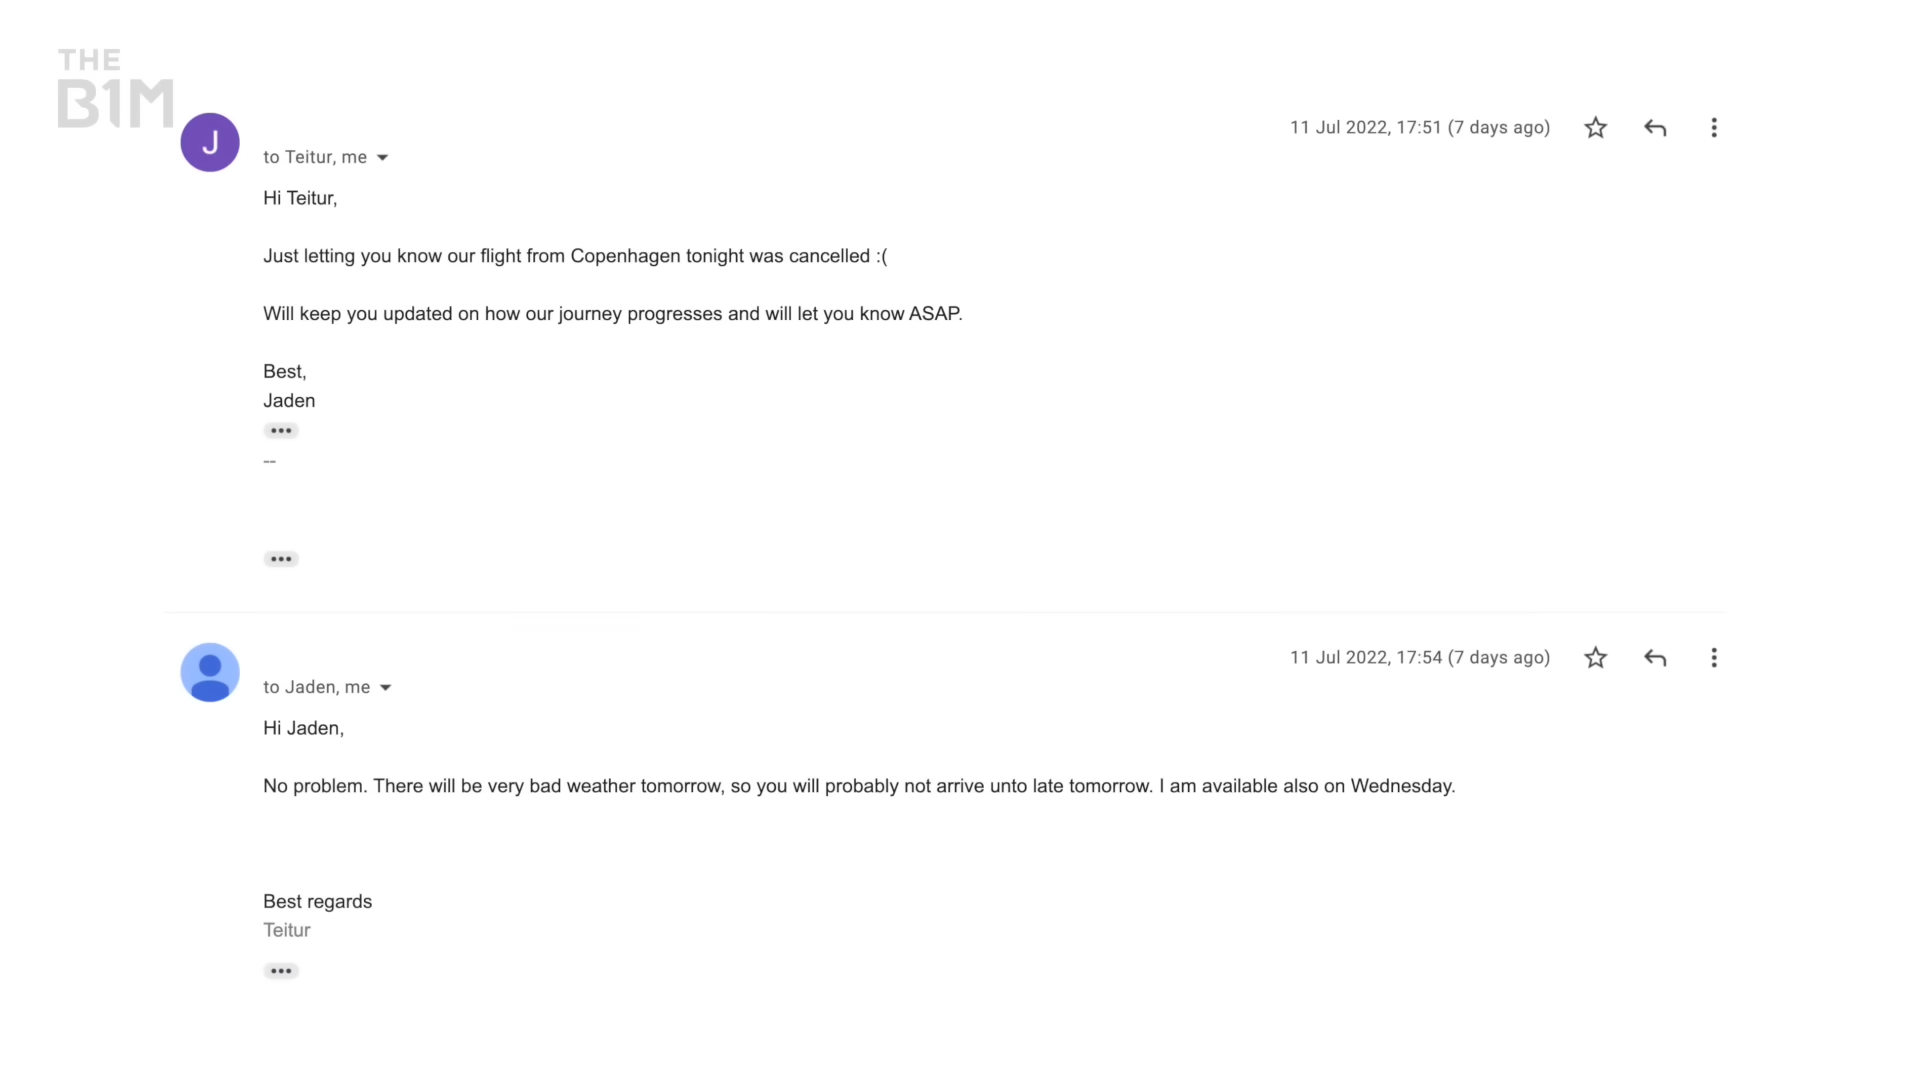 THE
B1M
J
11 Jul 2022, 17:51 (7 days ago)
to Teitur, me
Hi Teitur,
Just letting you know our flight from Copenhagen tonight was cancelled :(
Will keep you updated on how our journey progresses and will let you know ASAP.
Best,
Jaden
--
11 Jul 2022, 17:54 (7 days ago)
to Jaden, me
Hi Jaden,
No problem. There will be very bad weather tomorrow, so you will probably not arrive unto late tomorrow. I am available also on Wednesday.
Best regards
Teitur